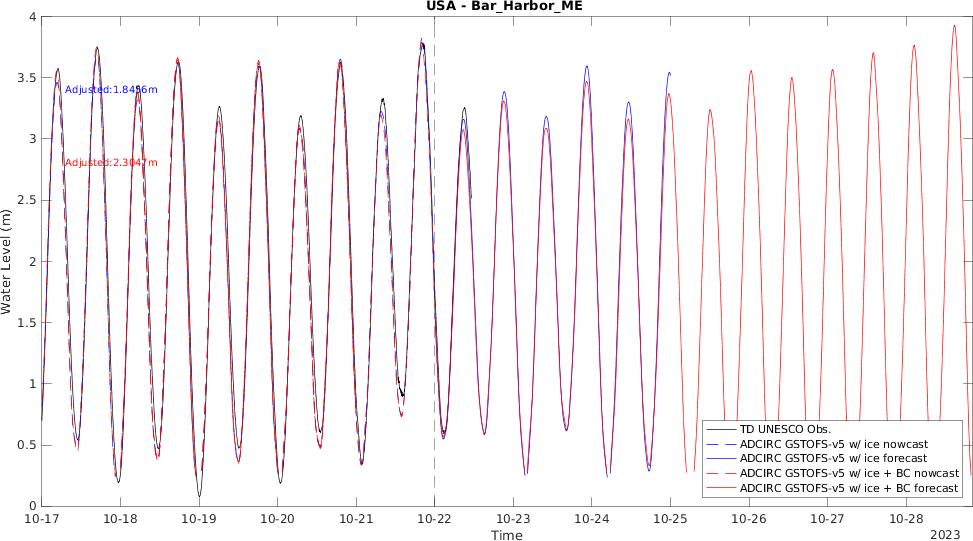 USA - Bar_Harbor_ME
4
3.5
3
2.5
2
1.5
1
0.5
0
Water Level (m)
Adjusted:1.8456m
Adjusted:2.3047m
TD UNESCO Obs.
ADCIRC GSTOFS-v5 w/ ice nowcast
ADCIRC GSTOFS-v5 w/ ice forecast
ADCIRC GSTOFS-v5 w/ ice + BC nowcast
ADCIRC GSTOFS-v5 w/ ice + BC forecast
10-17 10-18 10-19 10-20 10-21 10-22 10-23 10-24 10-25 10-26 10-27 10-28
Time
2023